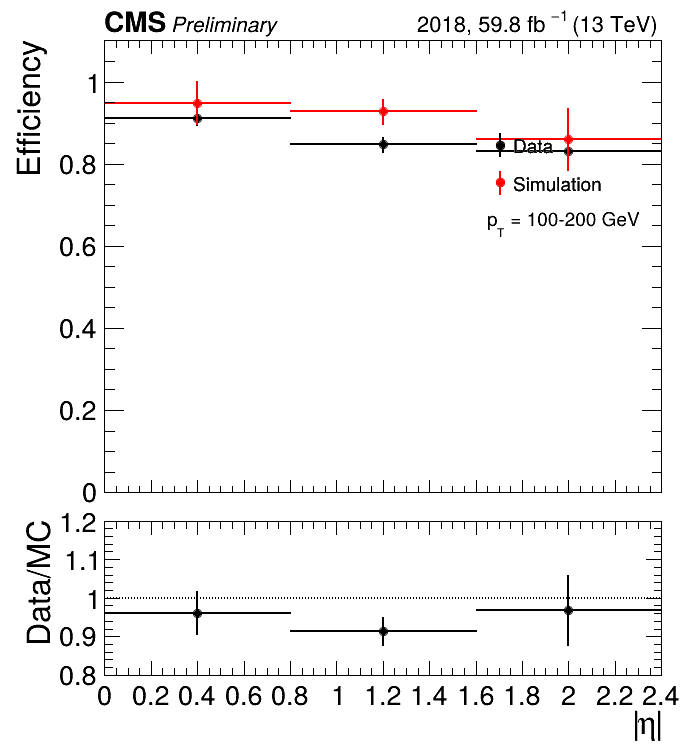 CMS Preliminary 2018, 59.8 fb⁻¹ (13 TeV)
Efficiency
1
0.8
0.6
0.4
0.2
0
Data
Simulation
p_T = 100-200 GeV
Data/MC
1.2
1.1
1
0.9
0.8
0 0.2 0.4 0.6 0.8 1 1.2 1.4 1.6 1.8 2 2.2 2.4
|η|